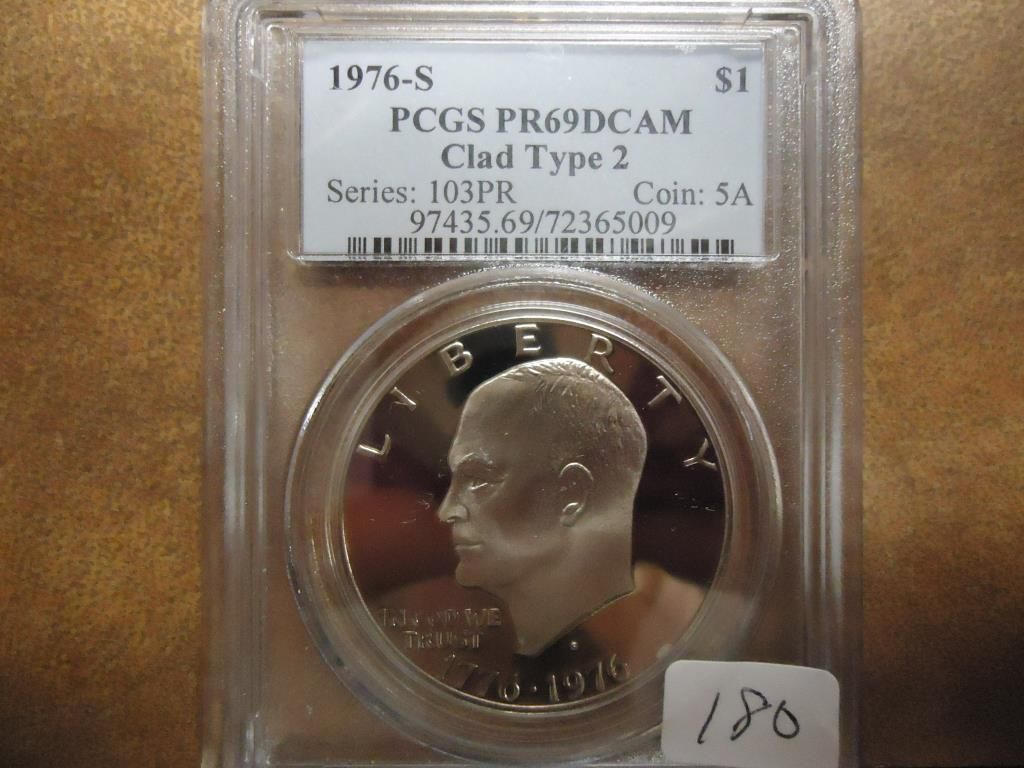 1976-S $1
PCGS PR69DCAM
Clad Type 2
Series: 103PR Coin: 5A
97435.69/72365009
LIBERTY
IN GOD WE
TRUST
1776·1976
180